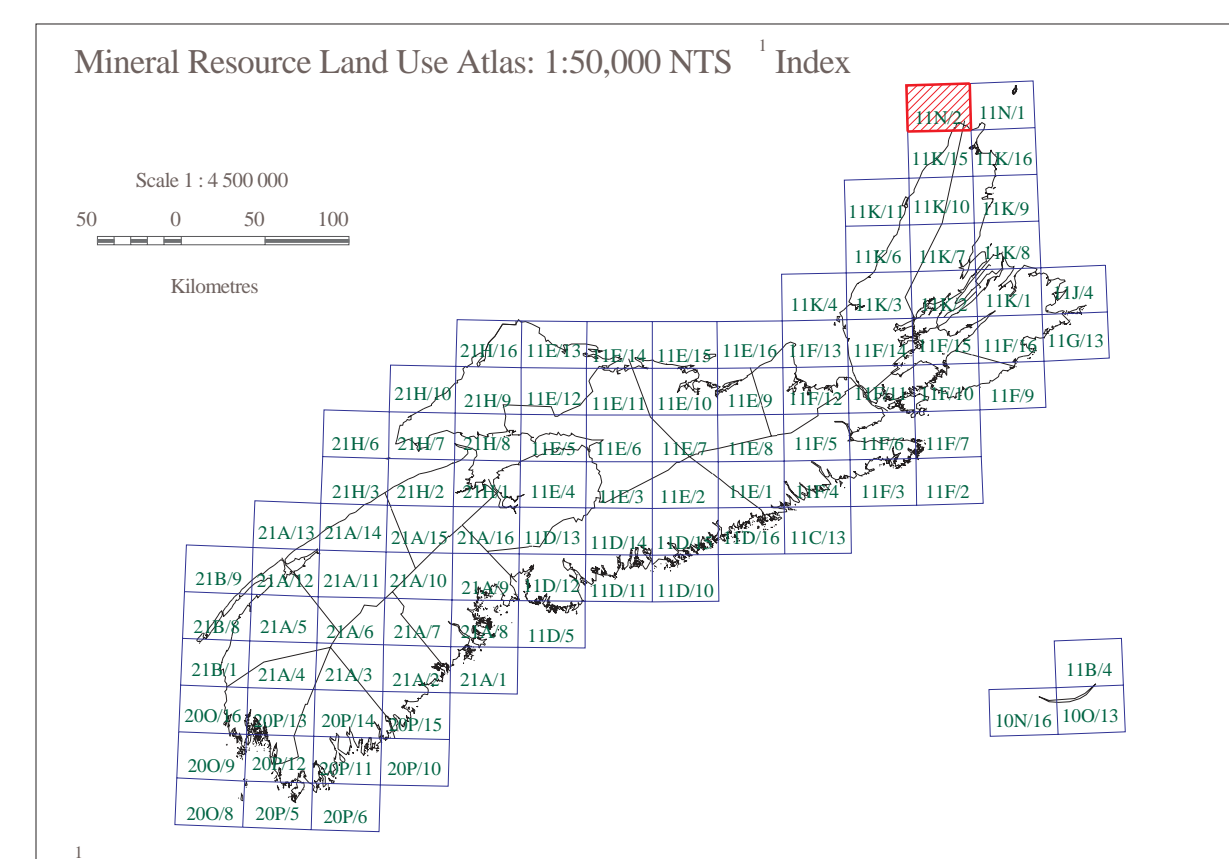 Mineral Resource Land Use Atlas: 1:50,000 NTS 1 Index
11N/2 11N/1
Scale 1 : 4 500 000
11K/15 11K/16
50 0 50 100
11K/11 11K/10 11K/9
Kilometres
11K/6 11K/7 11K/8
11K/4 11K/3 11K/2 11K/1 11J/4
21H/16 11E/13 11E/14 11E/15 11E/16 11F/13 11F/14 11F/15 11F/16 11G/13
21H/10 21H/9 11E/12 11E/11 11E/10 11E/9 11F/12 11F/11 11F/10 11F/9
21H/6 21H/7 21H/8 11E/5 11E/6 11E/7 11E/8 11F/5 11F/6 11F/7
21H/3 21H/2 21H/1 11E/4 11E/3 11E/2 11E/1 11F/4 11F/3 11F/2
21A/13 21A/14 21A/15 21A/16 11D/13 11D/14 11D/15 11D/16 11C/13
21B/9 21A/12 21A/11 21A/10 21A/9 11D/12 11D/11 11D/10
21B/8 21A/5 21A/6 21A/7 21A/8 11D/5
21B/1 21A/4 21A/3 21A/2 21A/1 11B/4
20O/16 20P/13 20P/14 20P/15 10N/16 10O/13
20O/9 20P/12 20P/11 20P/10
20O/8 20P/5 20P/6
1